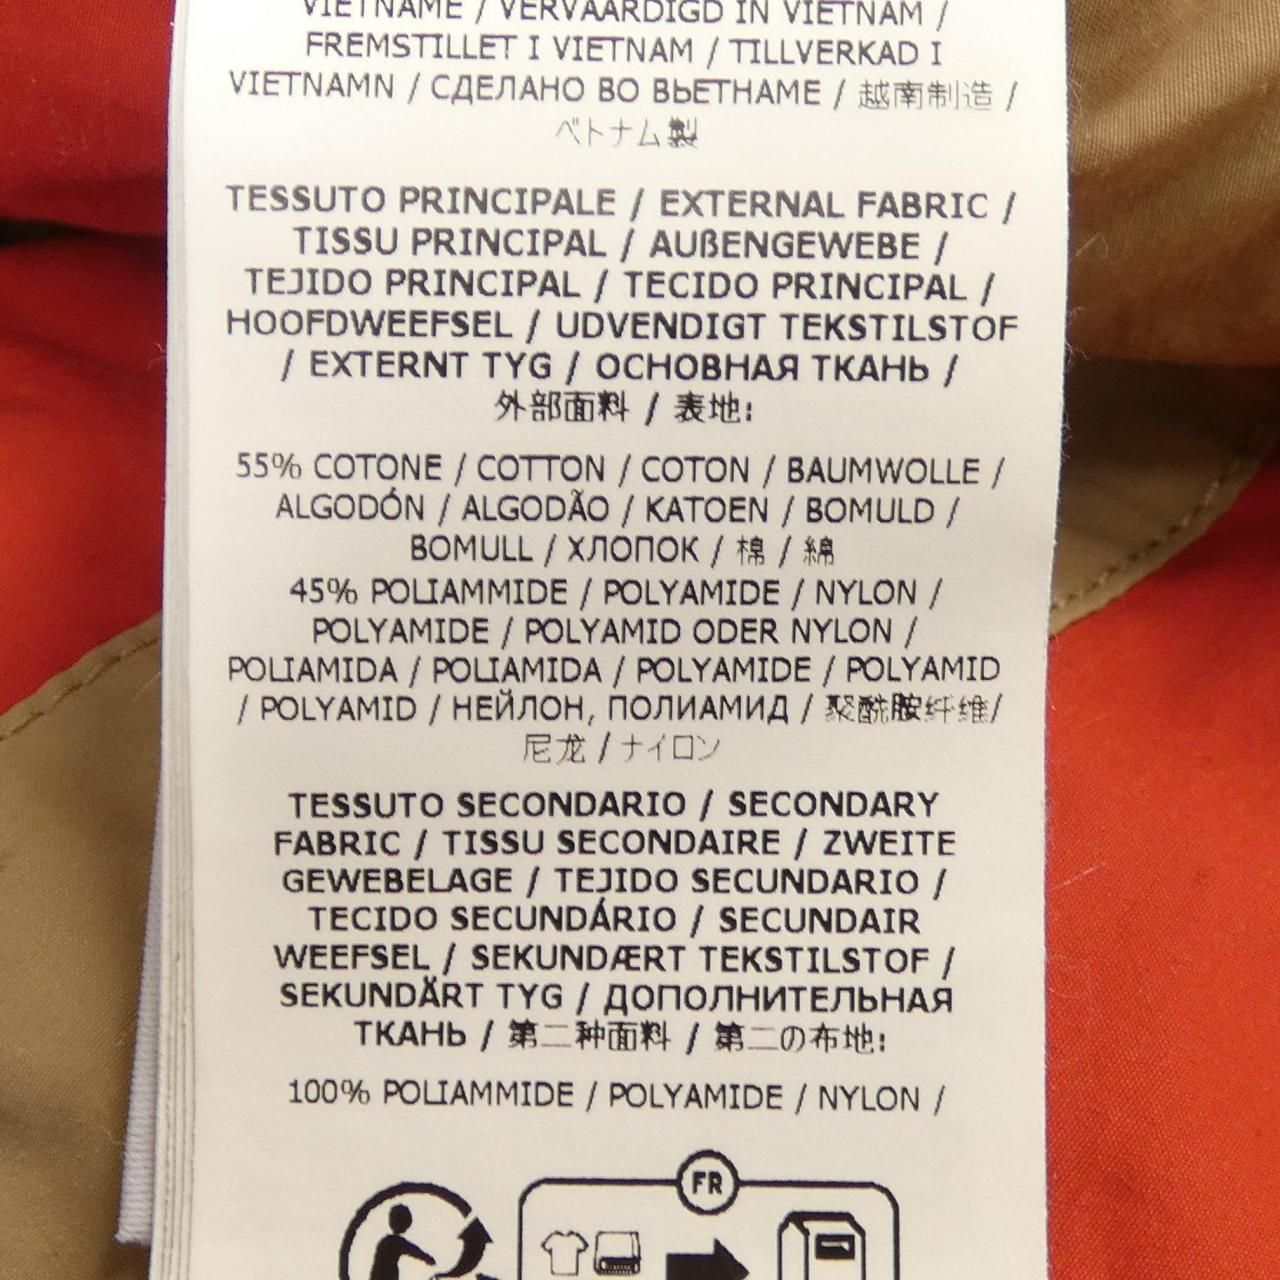 VIETNAME / VERVAARDIGD IN VIETNAM /
FREMSTILLET I VIETNAM / TILLVERKAD I
VIETNAMN / СДЕЛАНО ВО ВЬЕТНАМЕ / 越南制造 /
ベトナム製
TESSUTO PRINCIPALE / EXTERNAL FABRIC /
TISSU PRINCIPAL / AUßENGEWEBE /
TEJIDO PRINCIPAL / TECIDO PRINCIPAL /
HOOFDWEEFSEL / UDVENDIGT TEKSTILSTOF
/ EXTERNT TYG / ОСНОВНАЯ ТКАНЬ /
外部面料 / 表地:
55% COTONE / COTTON / COTON / BAUMWOLLE /
ALGODÓN / ALGODÃO / KATOEN / BOMULD /
BOMULL / ХЛОПОК / 棉 / 綿
45% POLIAMMIDE / POLYAMIDE / NYLON /
POLYAMIDE / POLYAMID ODER NYLON /
POLIAMIDA / POLIAMIDA / POLYAMIDE / POLYAMID
/ POLYAMID / НЕЙЛОН, ПОЛИАМИД / 聚酰胺纤维/
尼龙 / ナイロン
TESSUTO SECONDARIO / SECONDARY
FABRIC / TISSU SECONDAIRE / ZWEITE
GEWEBELAGE / TEJIDO SECUNDARIO /
TECIDO SECUNDÁRIO / SECUNDAIR
WEEFSEL / SEKUNDÆRT TEKSTILSTOF /
SEKUNDÄRT TYG / ДОПОЛНИТЕЛЬНАЯ
ТКАНЬ / 第二种面料 / 第二の布地:
100% POLIAMMIDE / POLYAMIDE / NYLON /
FR